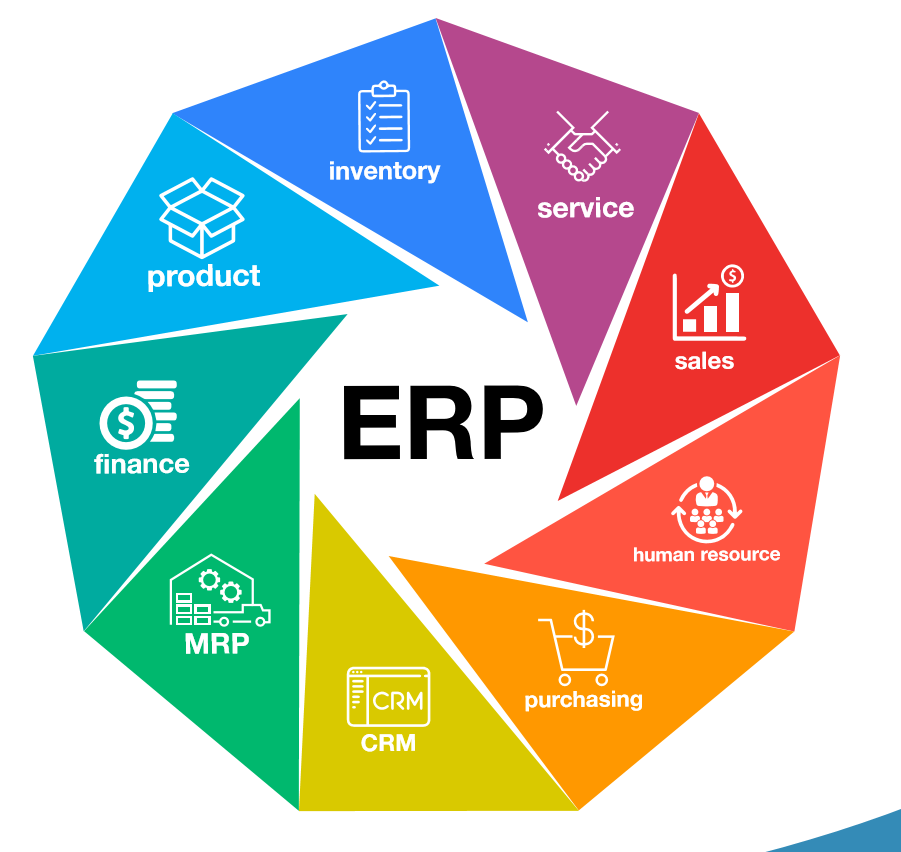 inventory
service
product
$
sales
ERP
$
finance
human resource
MRP
$
purchasing
CRM
CRM